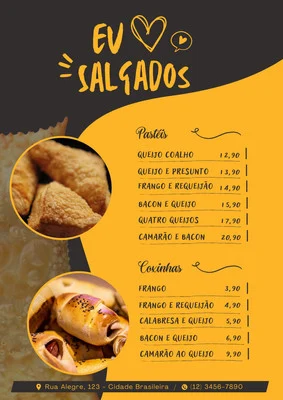 EU
SALGADOS
Pastéis
QUEIJO COALHO 12,90
QUEIJO E PRESUNTO 13,90
FRANGO E REQUEIJÃO 14,90
BACON E QUEIJO 15,90
QUATRO QUEIJOS 17,90
CAMARÃO E BACON 20,90
Coxinhas
FRANGO 3,90
FRANGO E REQUEIJÃO 4,90
CALABRESA E QUEIJO 5,90
BACON E QUEIJO 6,90
CAMARÃO AO QUEIJO 9,90
Rua Alegre, 123 - Cidade Brasileira / (12) 3456-7890